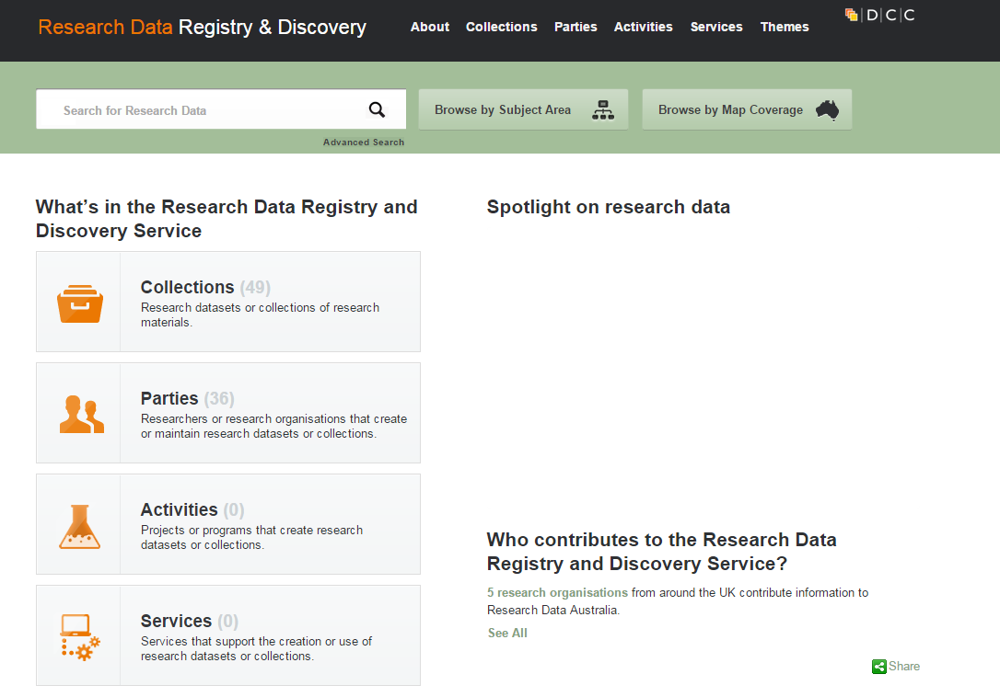 Research Data Registry & Discovery
About Collections Parties Activities Services Themes
D|C|C
Search for Research Data
Browse by Subject Area
Browse by Map Coverage
Advanced Search
What's in the Research Data Registry and
Discovery Service
Collections (49)
Research datasets or collections of research
materials.
Parties (36)
Researchers or research organisations that create
or maintain research datasets or collections.
Activities (0)
Projects or programs that create research
datasets or collections.
Services (0)
Services that support the creation or use of
research datasets or collections.
Spotlight on research data
Who contributes to the Research Data
Registry and Discovery Service?
5 research organisations from around the UK contribute information to
Research Data Australia.
See All
Share